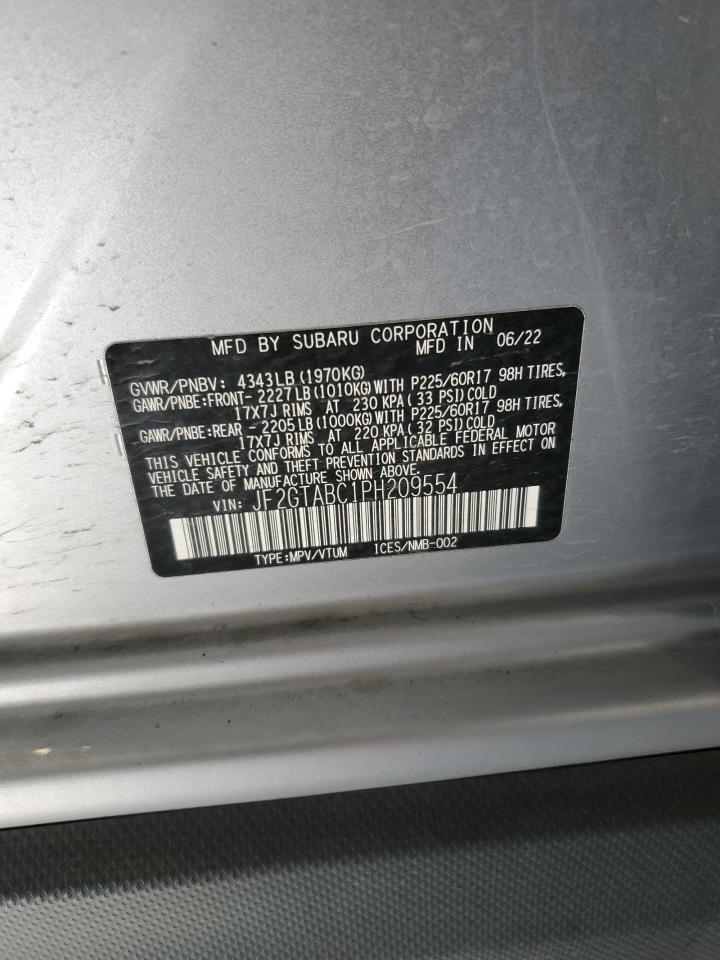 MFD BY SUBARU CORPORATION
MFD IN 06/22
GVWR/PNBV: 4343LB(1970KG)
GAWR/PNBE:FRONT- 2227LB(1010KG)WITH P225/60R17 98H TIRES,
17X7J RIMS AT 230 KPA(33 PSI)COLD
GAWR/PNBE:REAR - 2205LB(1000KG)WITH P225/60R17 98H TIRES,
17X7J RIMS AT 220 KPA(32 PSI)COLD
THIS VEHICLE CONFORMS TO ALL APPLICABLE FEDERAL MOTOR
VEHICLE SAFETY AND THEFT PREVENTION STANDARDS IN EFFECT ON
THE DATE OF MANUFACTURE SHOWN ABOVE.
VIN: JF2GTABC1PH209554
TYPE:MPV/VTUM ICES/NMB-002